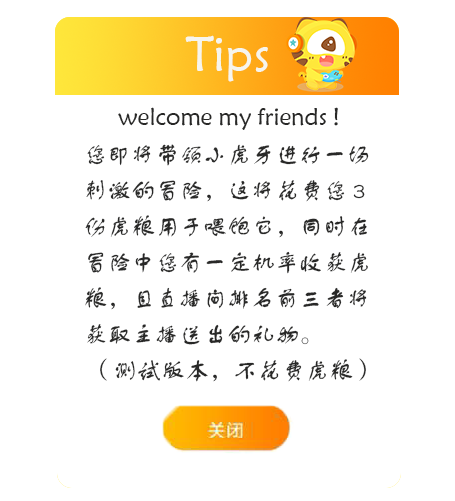 Tips
welcome my friends !
您即将带领小虎牙进行一场
刺激的冒险，这将花费您3
份虎粮用于喂饱它，同时在
冒险中您有一定机率收获虎
粮，且直播间排名前三者将
获取主播送出的礼物。
（测试版本，不花费虎粮）
关闭